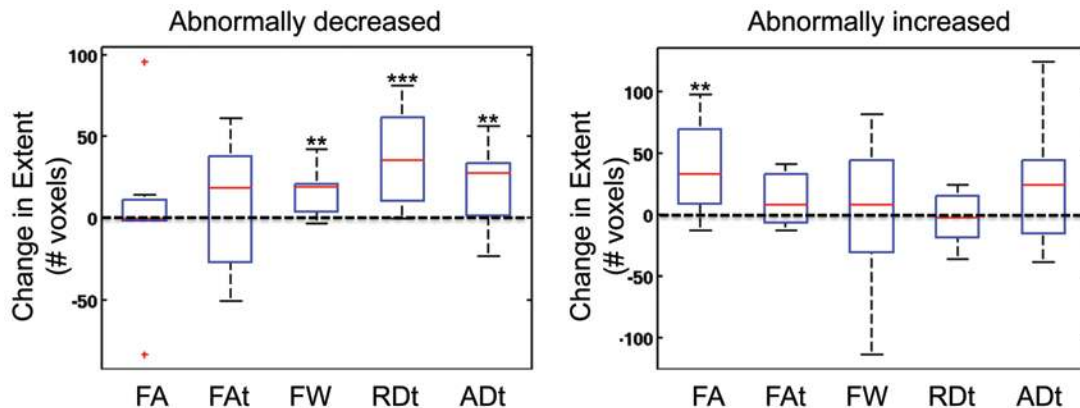 Abnormally decreased
Change in Extent
(# voxels)
100
50
0
-50
**
***
**
FA FAt FW RDt ADt
Abnormally increased
Change in Extent
(# voxels)
100
50
0
-50
-100
**
FA FAt FW RDt ADt